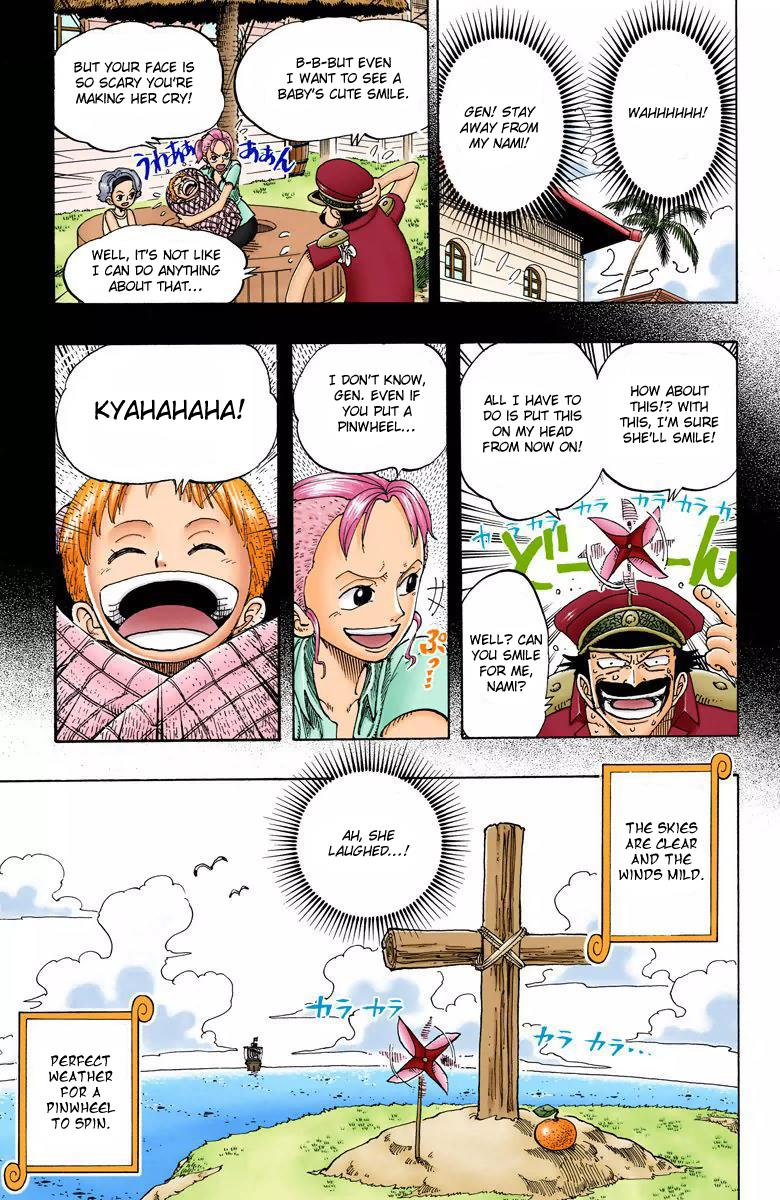 WAHHHHHH!
GEN! STAY
AWAY FROM
MY NAMI!
B-B-BUT EVEN
I WANT TO SEE A
BABY'S CUTE SMILE.
BUT YOUR FACE IS
SO SCARY YOU'RE
MAKING HER CRY!
うわああ
ああん
WELL, IT'S NOT LIKE
I CAN DO ANYTHING
ABOUT THAT...
HOW ABOUT
THIS!? WITH
THIS, I'M SURE
SHE'LL SMILE!
ALL I HAVE TO
DO IS PUT THIS
ON MY HEAD
FROM NOW ON!
カラ カラ カラ カラ カ
どーーん
WELL? CAN
YOU SMILE
FOR ME,
NAMI?
I DON'T KNOW,
GEN. EVEN IF
YOU PUT A
PINWHEEL...
ぷっ!!
KYAHAHAHA!
THE SKIES
ARE CLEAR
AND THE
WINDS MILD.
AH, SHE
LAUGHED...!
カラ カラ
カラ カラ...
PERFECT
WEATHER
FOR A
PINWHEEL
TO SPIN.